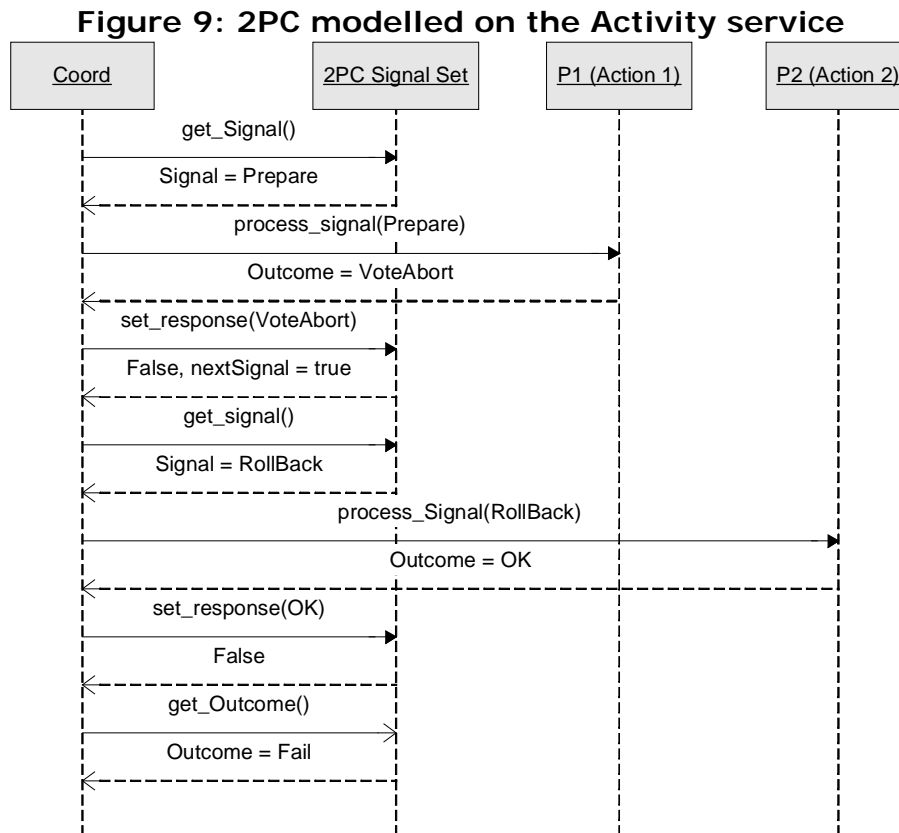 Figure 9: 2PC modelled on the Activity service
Coord
2PC Signal Set
P1 (Action 1)
P2 (Action 2)
get_Signal()
Signal = Prepare
process_signal(Prepare)
Outcome = VoteAbort
set_response(VoteAbort)
False, nextSignal = true
get_signal()
Signal = RollBack
process_Signal(RollBack)
Outcome = OK
set_response(OK)
False
get_Outcome()
Outcome = Fail